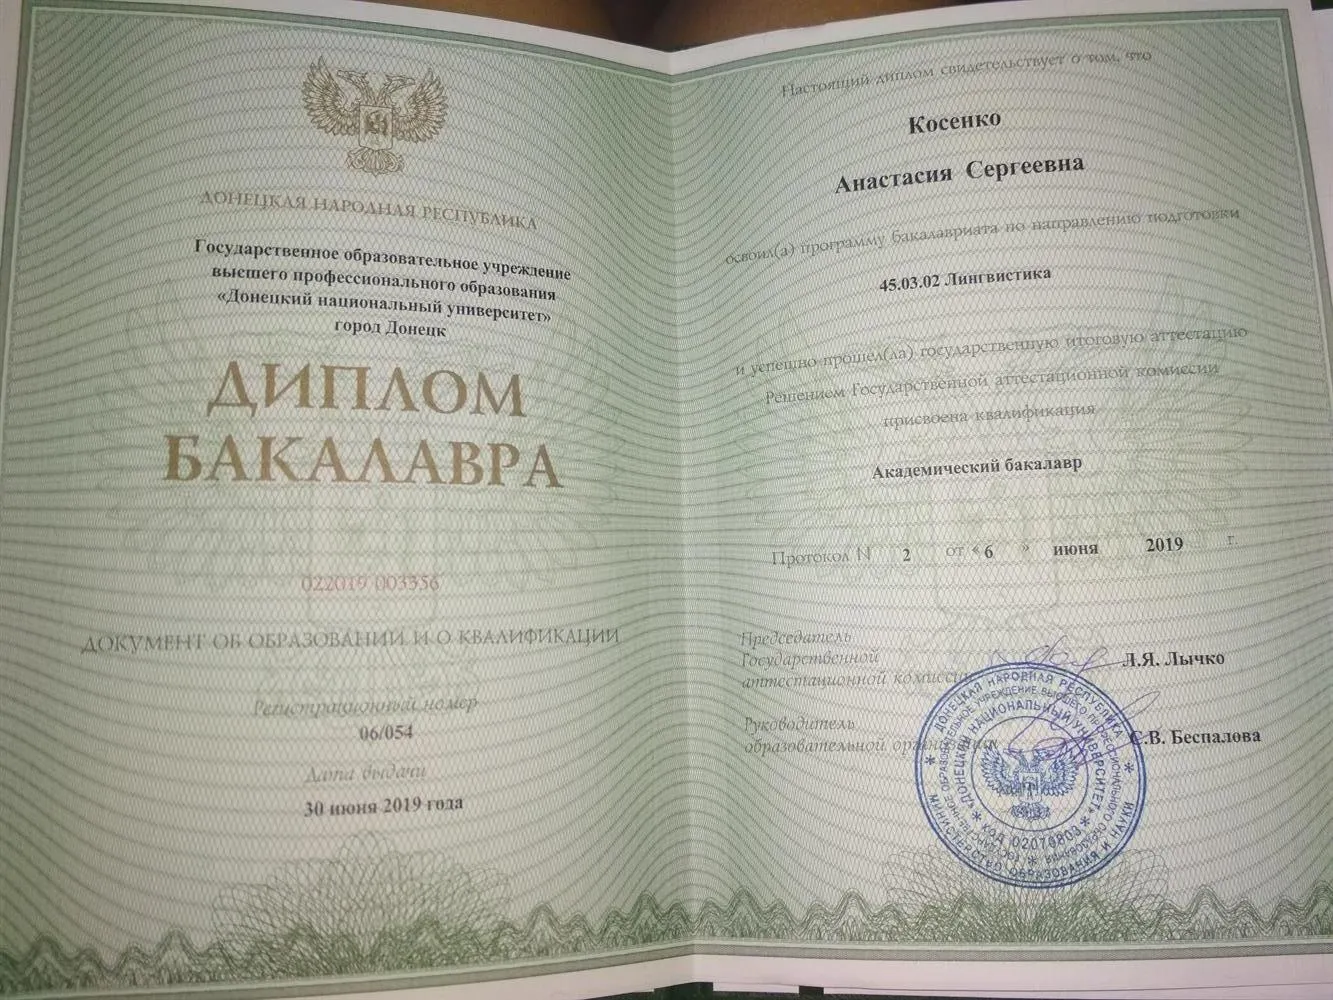 ДОНЕЦКАЯ НАРОДНАЯ РЕСПУБЛИКА
Государственное образовательное учреждение
высшего профессионального образования
«Донецкий национальный университет»
город Донецк
ДИПЛОМ
БАКАЛАВРА
022019 003356
ДОКУМЕНТ ОБ ОБРАЗОВАНИИ И О КВАЛИФИКАЦИИ
Регистрационный номер
06/054
Дата выдачи
30 июня 2019 года
Настоящий диплом свидетельствует о том, что
Косенко
Анастасия Сергеевна
освоил(а) программу бакалавриата по направлению подготовки
45.03.02 Лингвистика
и успешно прошел(ла) государственную итоговую аттестацию
Решением Государственной аттестационной комиссии
присвоена квалификация
Академический бакалавр
Протокол N 2 от « 6 » июня 2019 г.
Председатель
Государственной
аттестационной комиссии
Л.Я. Лычко
Руководитель
образовательной организации
С.В. Беспалова
ДОНЕЦКАЯ НАРОДНАЯ РЕСПУБЛИКА
МИНИСТЕРСТВО ОБРАЗОВАНИЯ И НАУКИ
«ДОНЕЦКИЙ НАЦИОНАЛЬНЫЙ УНИВЕРСИТЕТ»